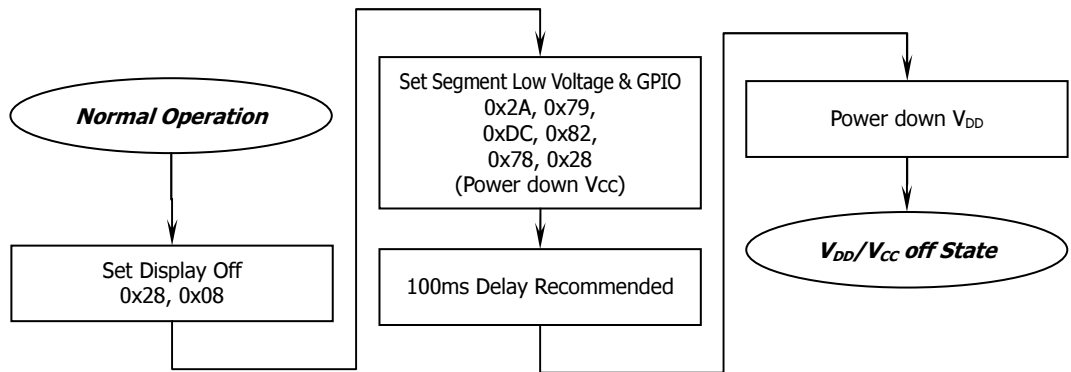 Normal Operation
Set Display Off
0x28, 0x08
Set Segment Low Voltage & GPIO
0x2A, 0x79,
0xDC, 0x82,
0x78, 0x28
(Power down Vcc)
100ms Delay Recommended
Power down VDD
VDD/VCC off State